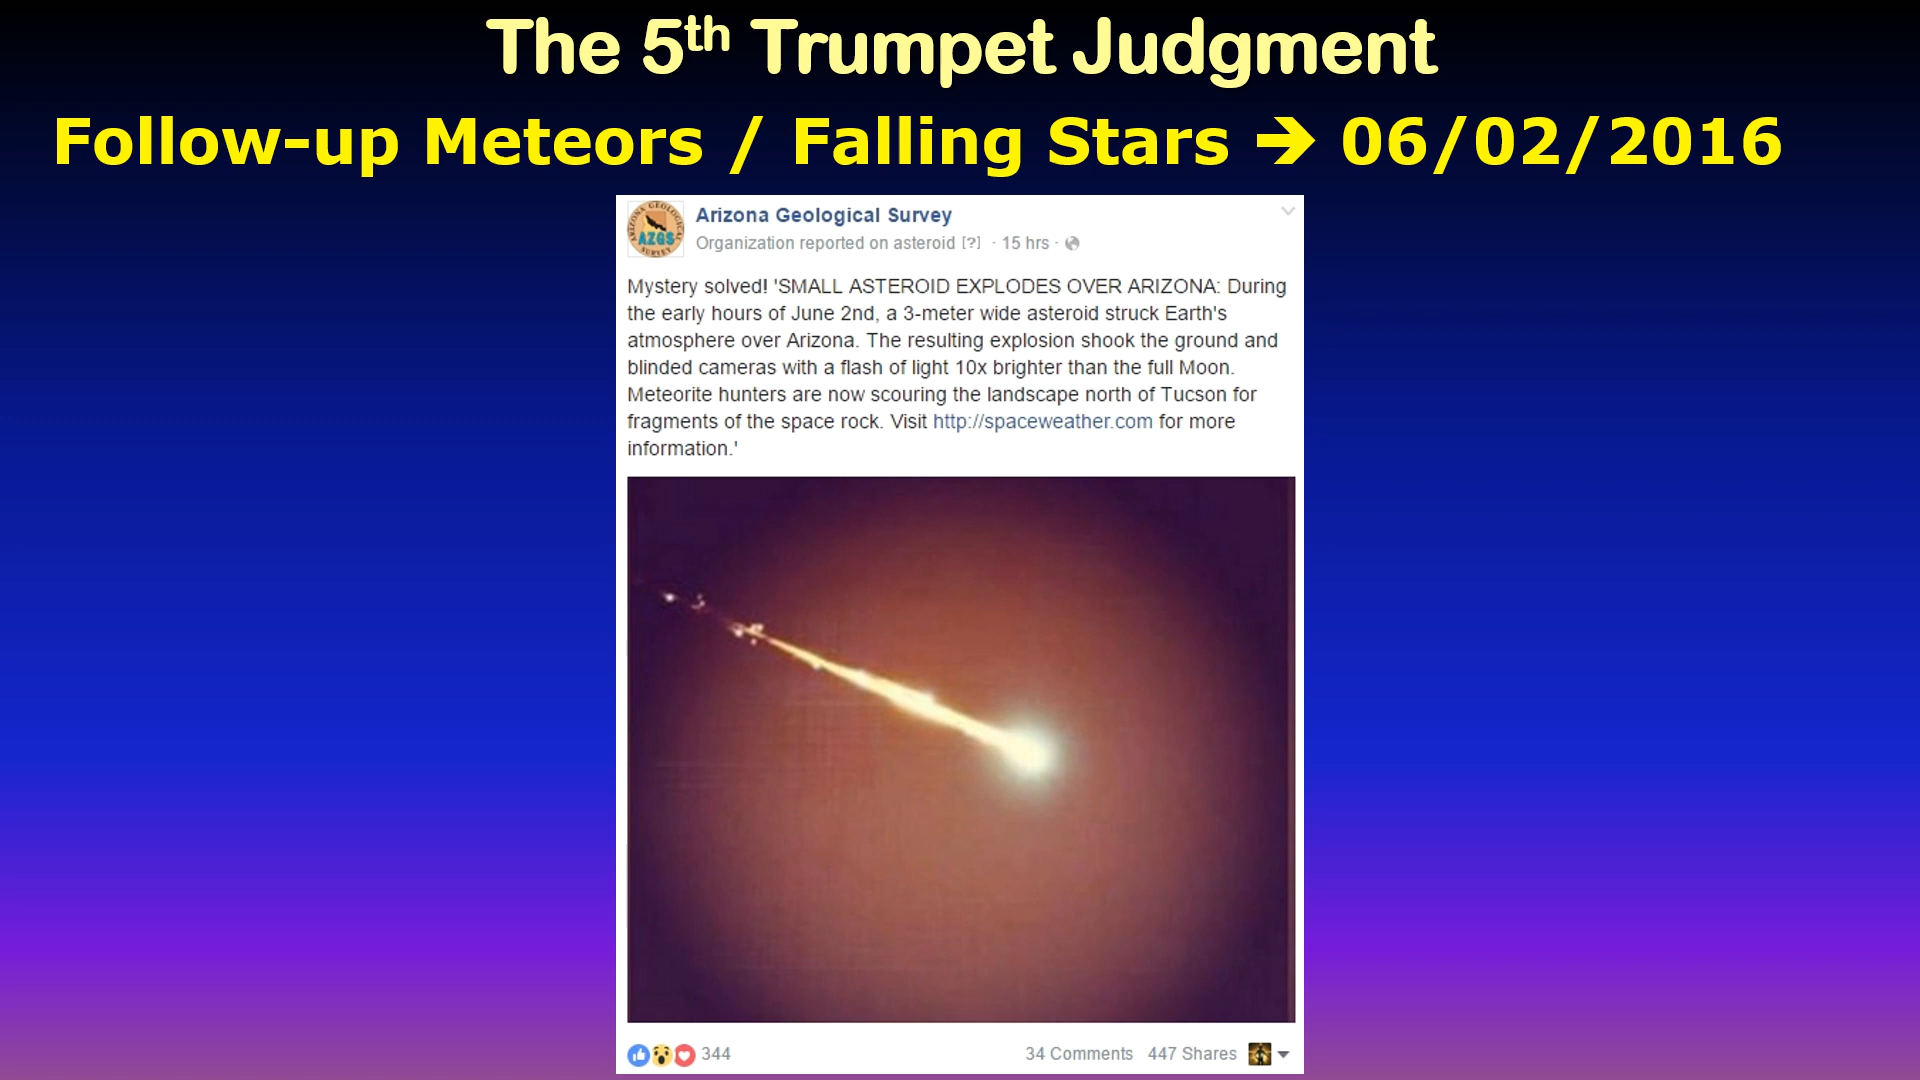 The 5th Trumpet Judgment
Follow-up Meteors / Falling Stars ➔ 06/02/2016
Arizona Geological Survey
Organization reported on asteroid [?] · 15 hrs ·
ARIZONA GEOLOGICAL
AZGS
SURVEY
Mystery solved! 'SMALL ASTEROID EXPLODES OVER ARIZONA: During
the early hours of June 2nd, a 3-meter wide asteroid struck Earth's
atmosphere over Arizona. The resulting explosion shook the ground and
blinded cameras with a flash of light 10x brighter than the full Moon.
Meteorite hunters are now scouring the landscape north of Tucson for
fragments of the space rock. Visit http://spaceweather.com for more
information.'
344
34 Comments 447 Shares